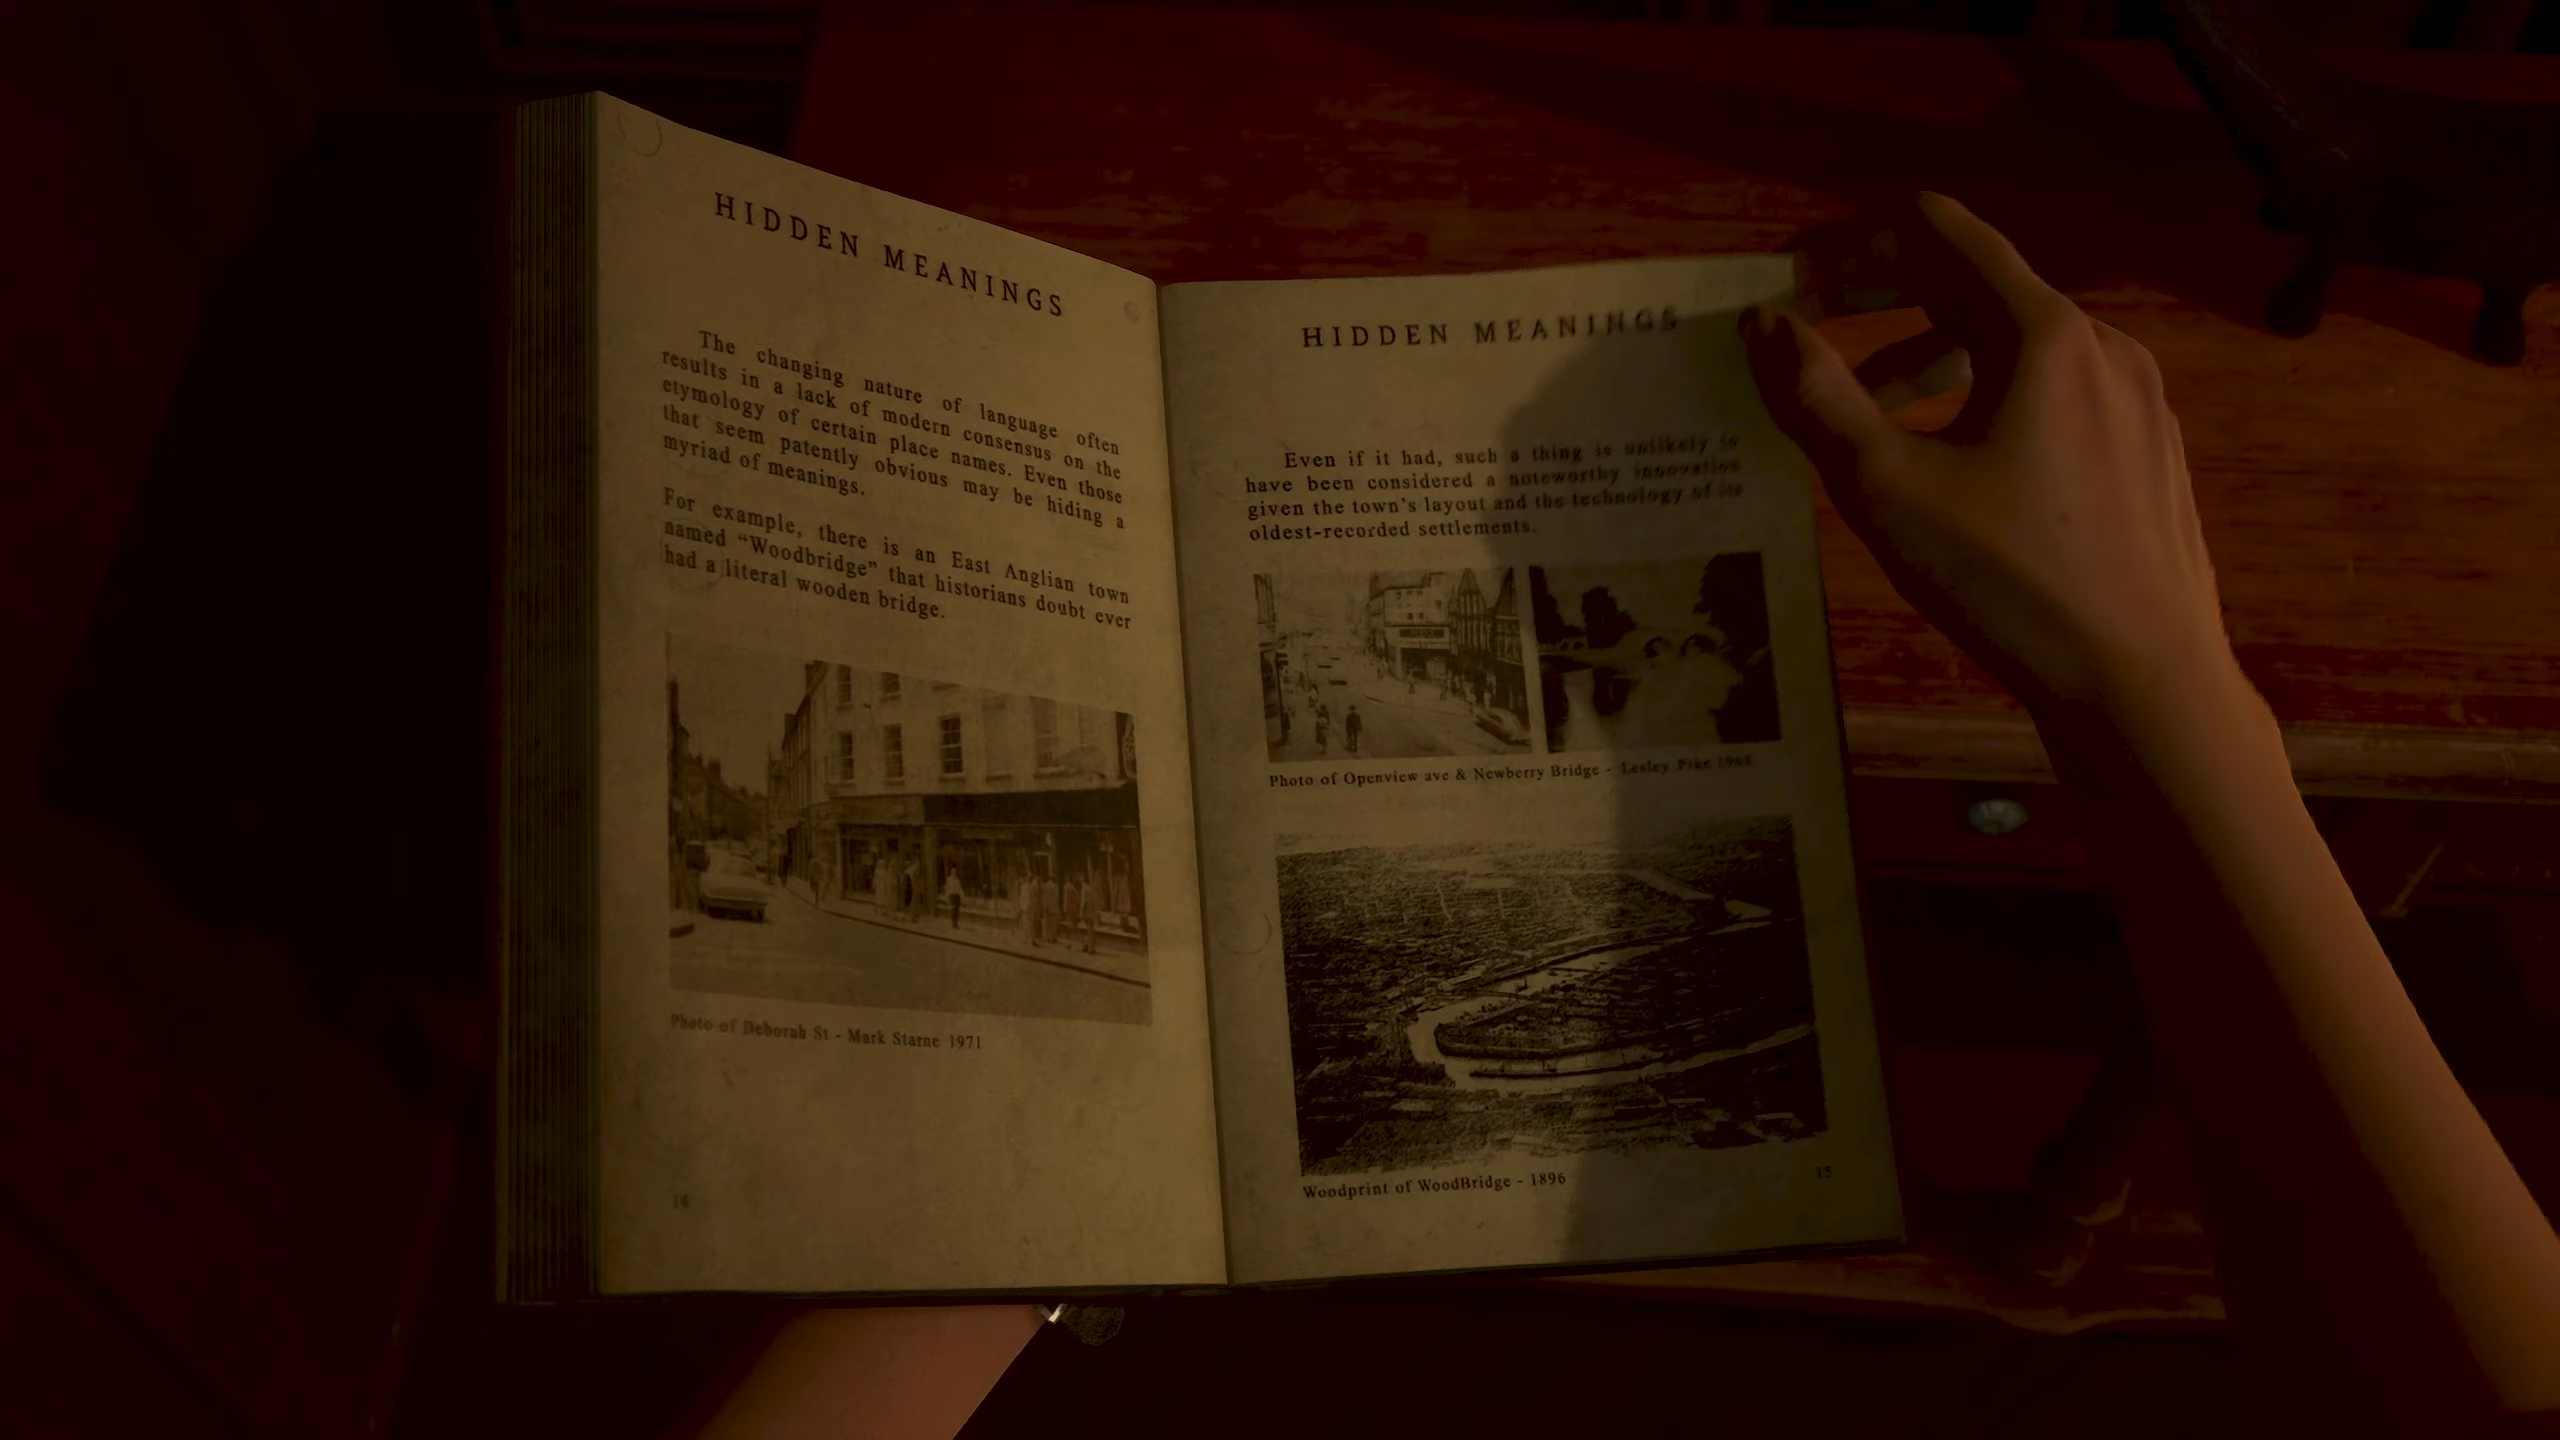 HIDDEN MEANINGS
The changing nature of language often
results in a lack of modern consensus on the
etymology of certain place names. Even those
that seem patently obvious may be hiding a
myriad of meanings.
For example, there is an East Anglian town
named “Woodbridge” that historians doubt ever
had a literal wooden bridge.
Photo of Deborah St - Mark Starne 1971
14
HIDDEN MEANINGS
Even if it had, such a thing is unlikely to
have been considered a noteworthy innovation
given the town's layout and the technology of its
oldest-recorded settlements.
Photo of Openview ave & Newberry Bridge - Lesley Pike 1968
Woodprint of WoodBridge - 1896
15